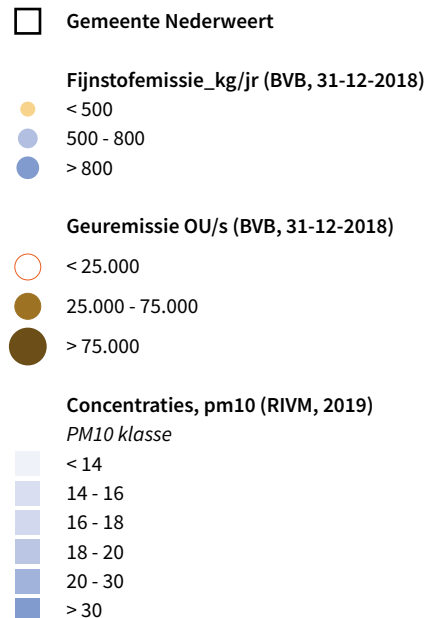 Gemeente Nederweert
Fijnstofemissie_kg/jr (BVB, 31-12-2018)
< 500
500 - 800
> 800
Geuremissie OU/s (BVB, 31-12-2018)
< 25.000
25.000 - 75.000
> 75.000
Concentraties, pm10 (RIVM, 2019)
PM10 klasse
< 14
14 - 16
16 - 18
18 - 20
20 - 30
> 30